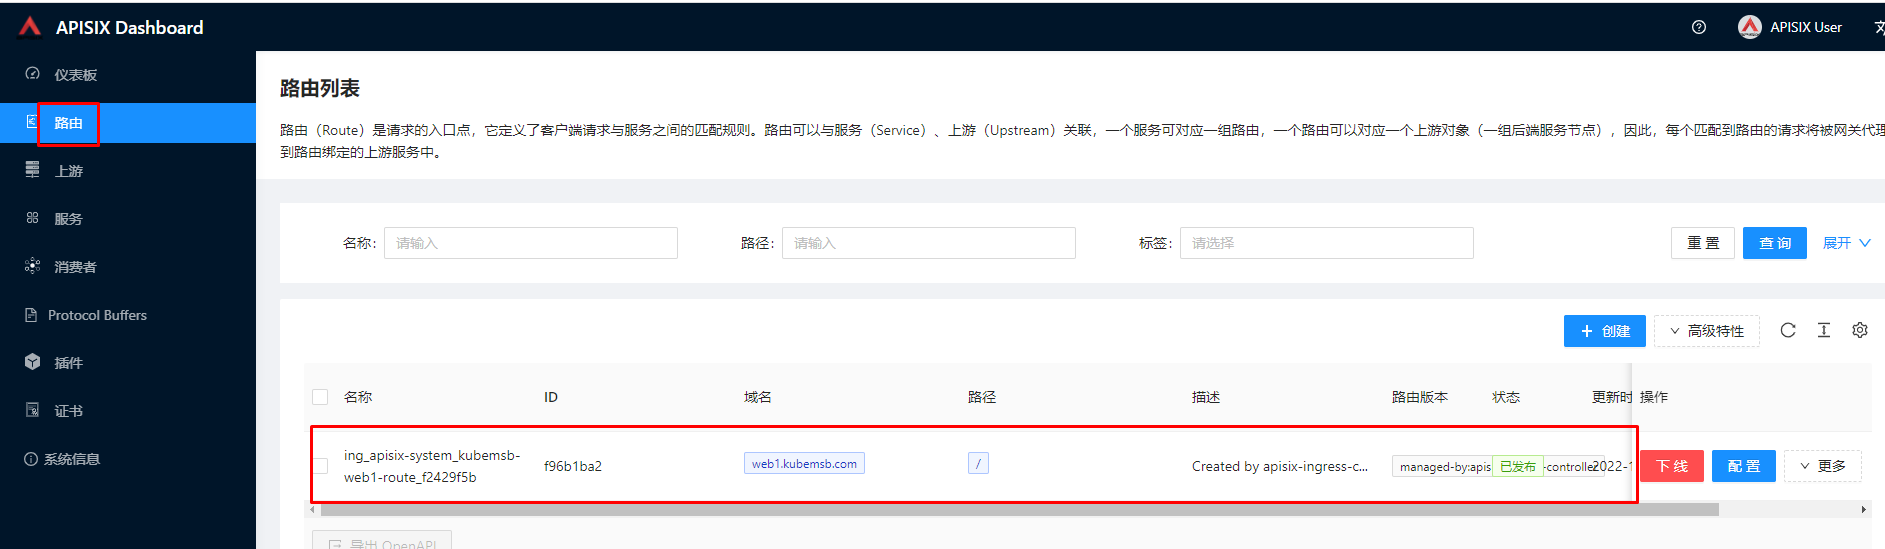 APISIX Dashboard
APISIX User
仪表板
路由
上游
服务
消费者
Protocol Buffers
插件
证书
系统信息
路由列表
路由（Route）是请求的入口点，它定义了客户端请求与服务之间的匹配规则。路由可以与服务（Service）、上游（Upstream）关联，一个服务可对应一组路由，一个路由可以对应一个上游对象（一组后端服务节点），因此，每个匹配到路由的请求将被网关代理
到路由绑定的上游服务中。
名称： 请输入 路径： 请输入 标签： 请选择 重 置 查 询 展开
创建 高级特性
名称 ID 域名 路径 描述 路由版本 状态 更新时 操作
ing_apisix-system_kubemsb-
web1-route_f2429f5b
f96b1ba2 web1.kubemsb.com / Created by apisix-ingress-c... managed-by:apis 已发布 -controller 2022-1 下 线 配 置 更多
导出 OpenAPI